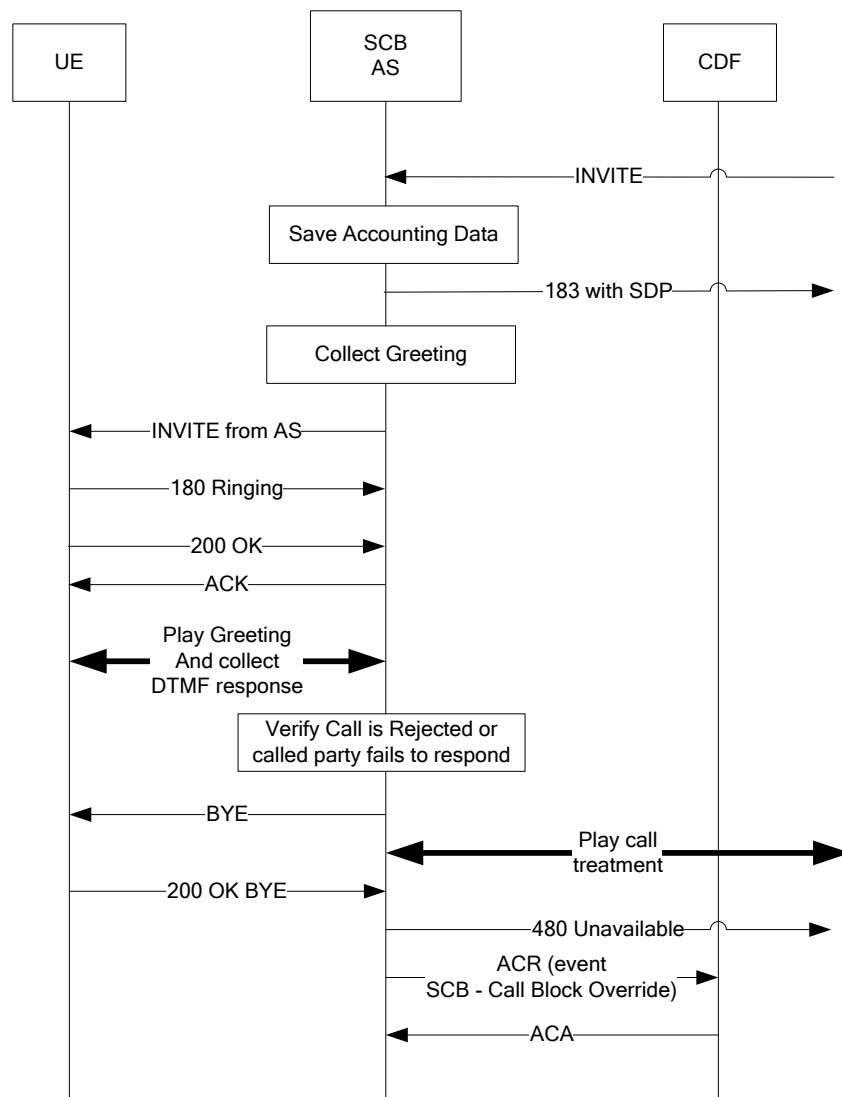 UE
SCB
AS
CDF
INVITE
Save Accounting Data
183 with SDP
Collect Greeting
INVITE from AS
180 Ringing
200 OK
ACK
Play Greeting
And collect
DTMF response
Verify Call is Rejected or
called party fails to respond
BYE
Play call
treatment
200 OK BYE
480 Unavailable
ACR (event
SCB - Call Block Override)
ACA